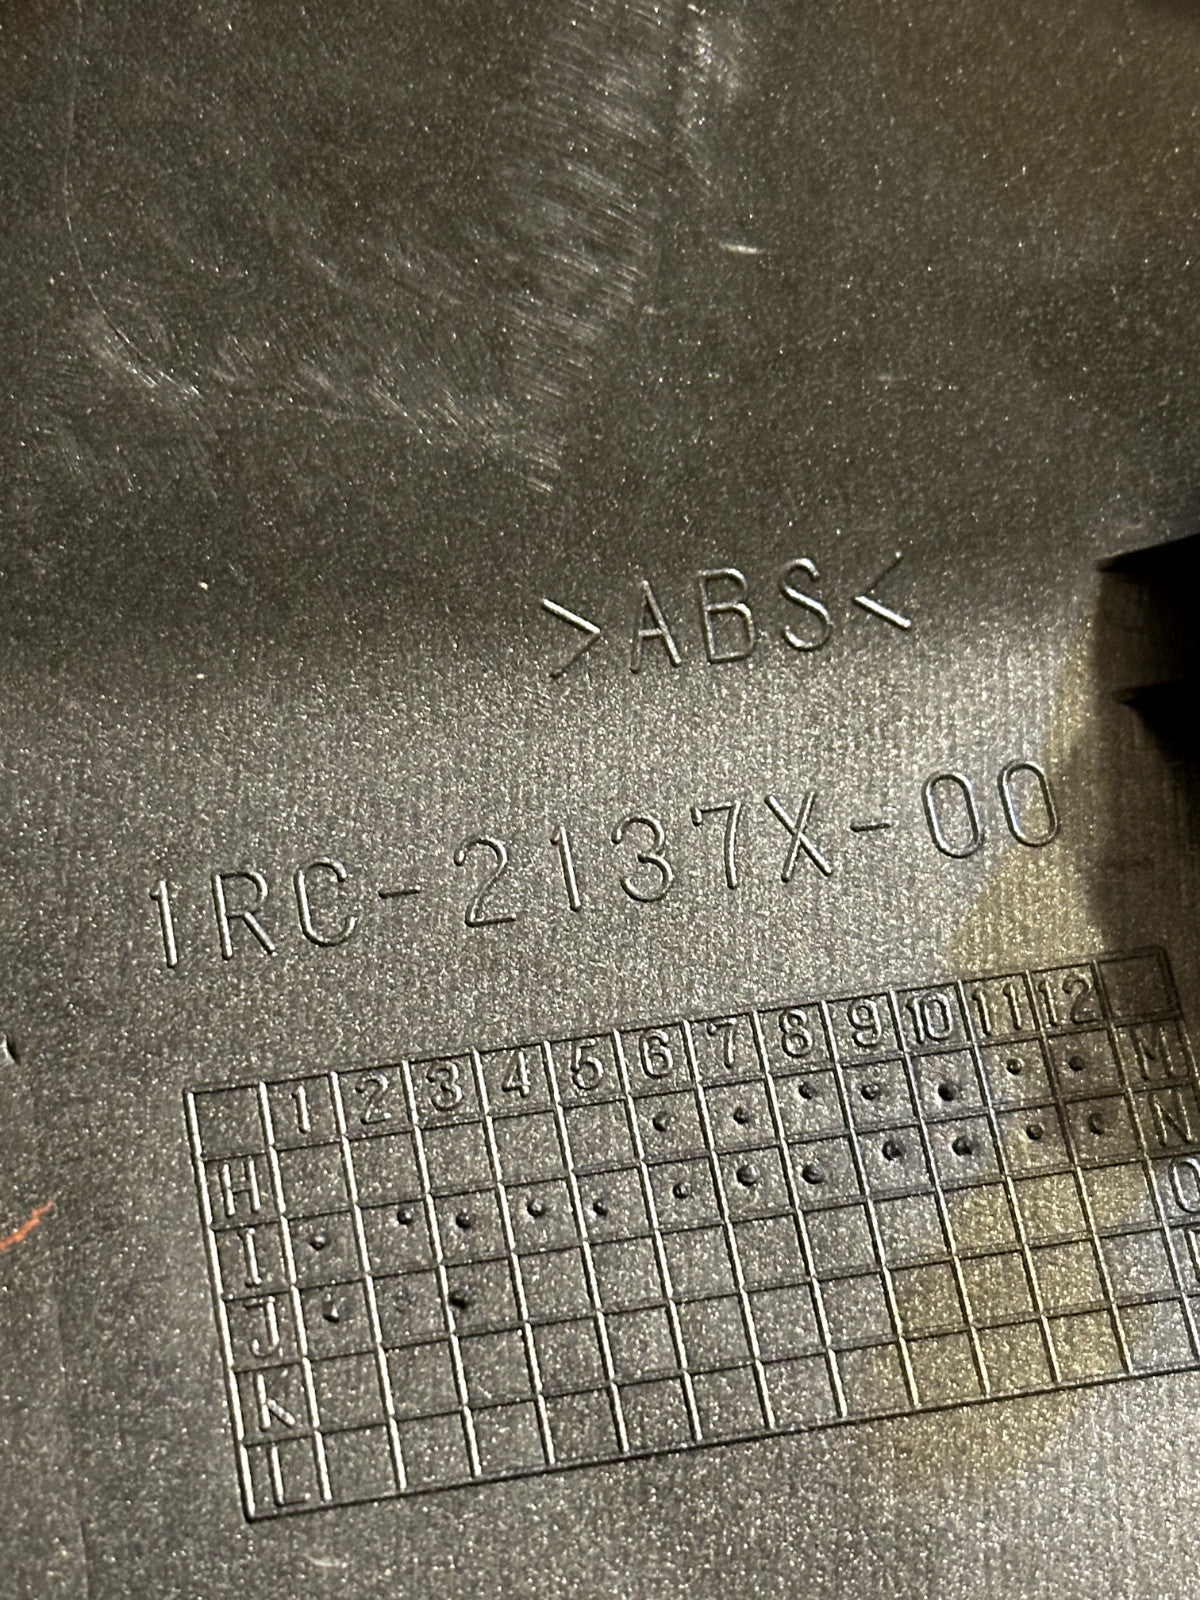 >ABS<
1RC-2137X-00
1 2 3 4 5 6 7 8 9 10 11 12
H M
I N
J O
K
L